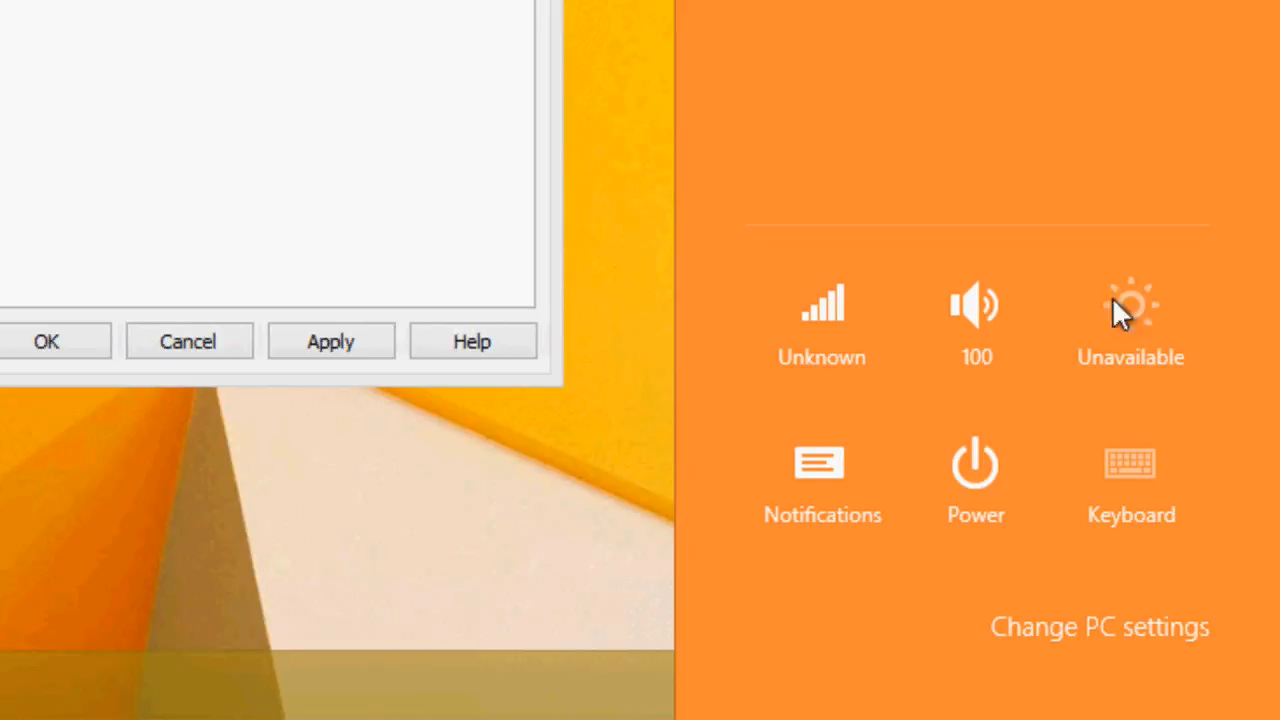 OK Cancel Apply Help
Unknown 100 Unavailable
Notifications Power Keyboard
Change PC settings